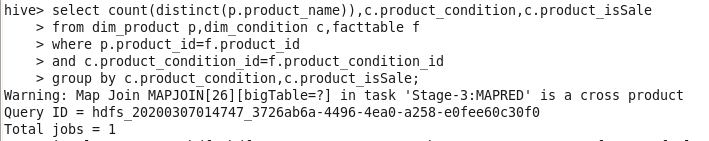 hive> select count(distinct(p.product_name)),c.product_condition,c.product_isSale
> from dim_product p,dim_condition c,facttable f
> where p.product_id=f.product_id
> and c.product_condition_id=f.product_condition_id
> group by c.product_condition,c.product_isSale;
Warning: Map Join MAPJOIN[26][bigTable=?] in task 'Stage-3:MAPRED' is a cross product
Query ID = hdfs_20200307014747_3726ab6a-4496-4ea0-a258-e0fee60c30f0
Total jobs = 1